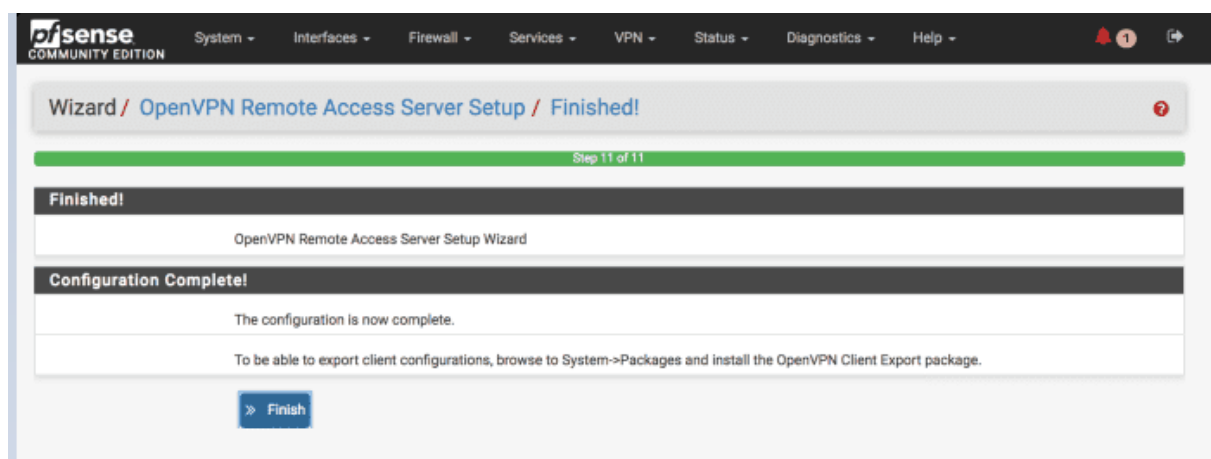 pfsense
COMMUNITY EDITION
System
Interfaces
Firewall
Services
VPN
Status
Diagnostics
Help
1
Wizard / OpenVPN Remote Access Server Setup / Finished!
Step 11 of 11
Finished!
OpenVPN Remote Access Server Setup Wizard
Configuration Complete!
The configuration is now complete.
To be able to export client configurations, browse to System->Packages and install the OpenVPN Client Export package.
» Finish